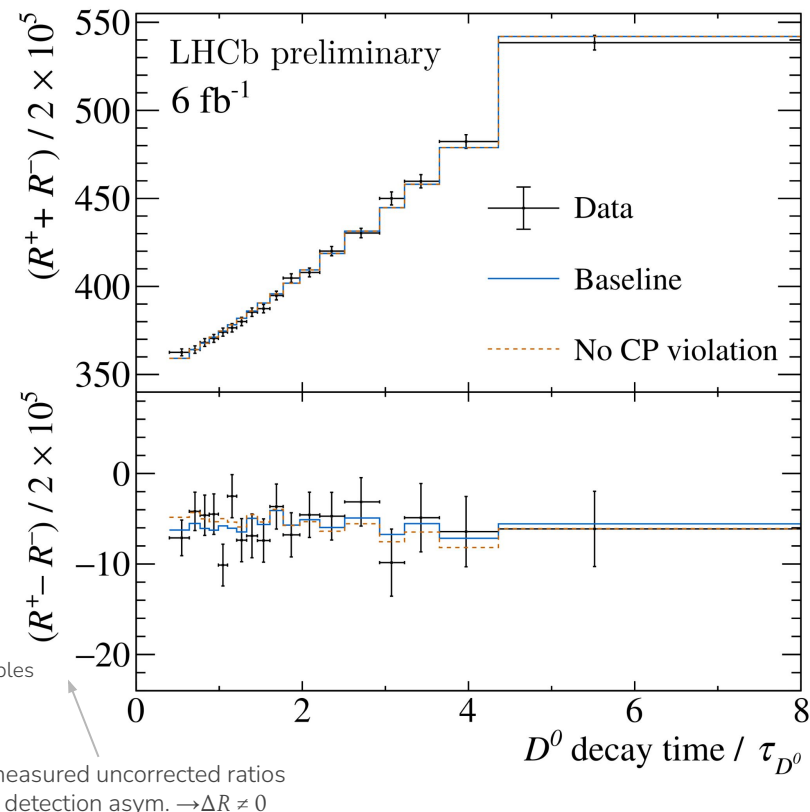 (R⁺ + R⁻) / 2 × 10⁵
550
500
450
400
350
LHCb preliminary
6 fb⁻¹
Data
Baseline
No CP violation
(R⁺ − R⁻) / 2 × 10⁵
0
−10
−20
0 2 4 6 8
D⁰ decay time / τ_D⁰
measured uncorrected ratios
detection asym. →ΔR ≠ 0